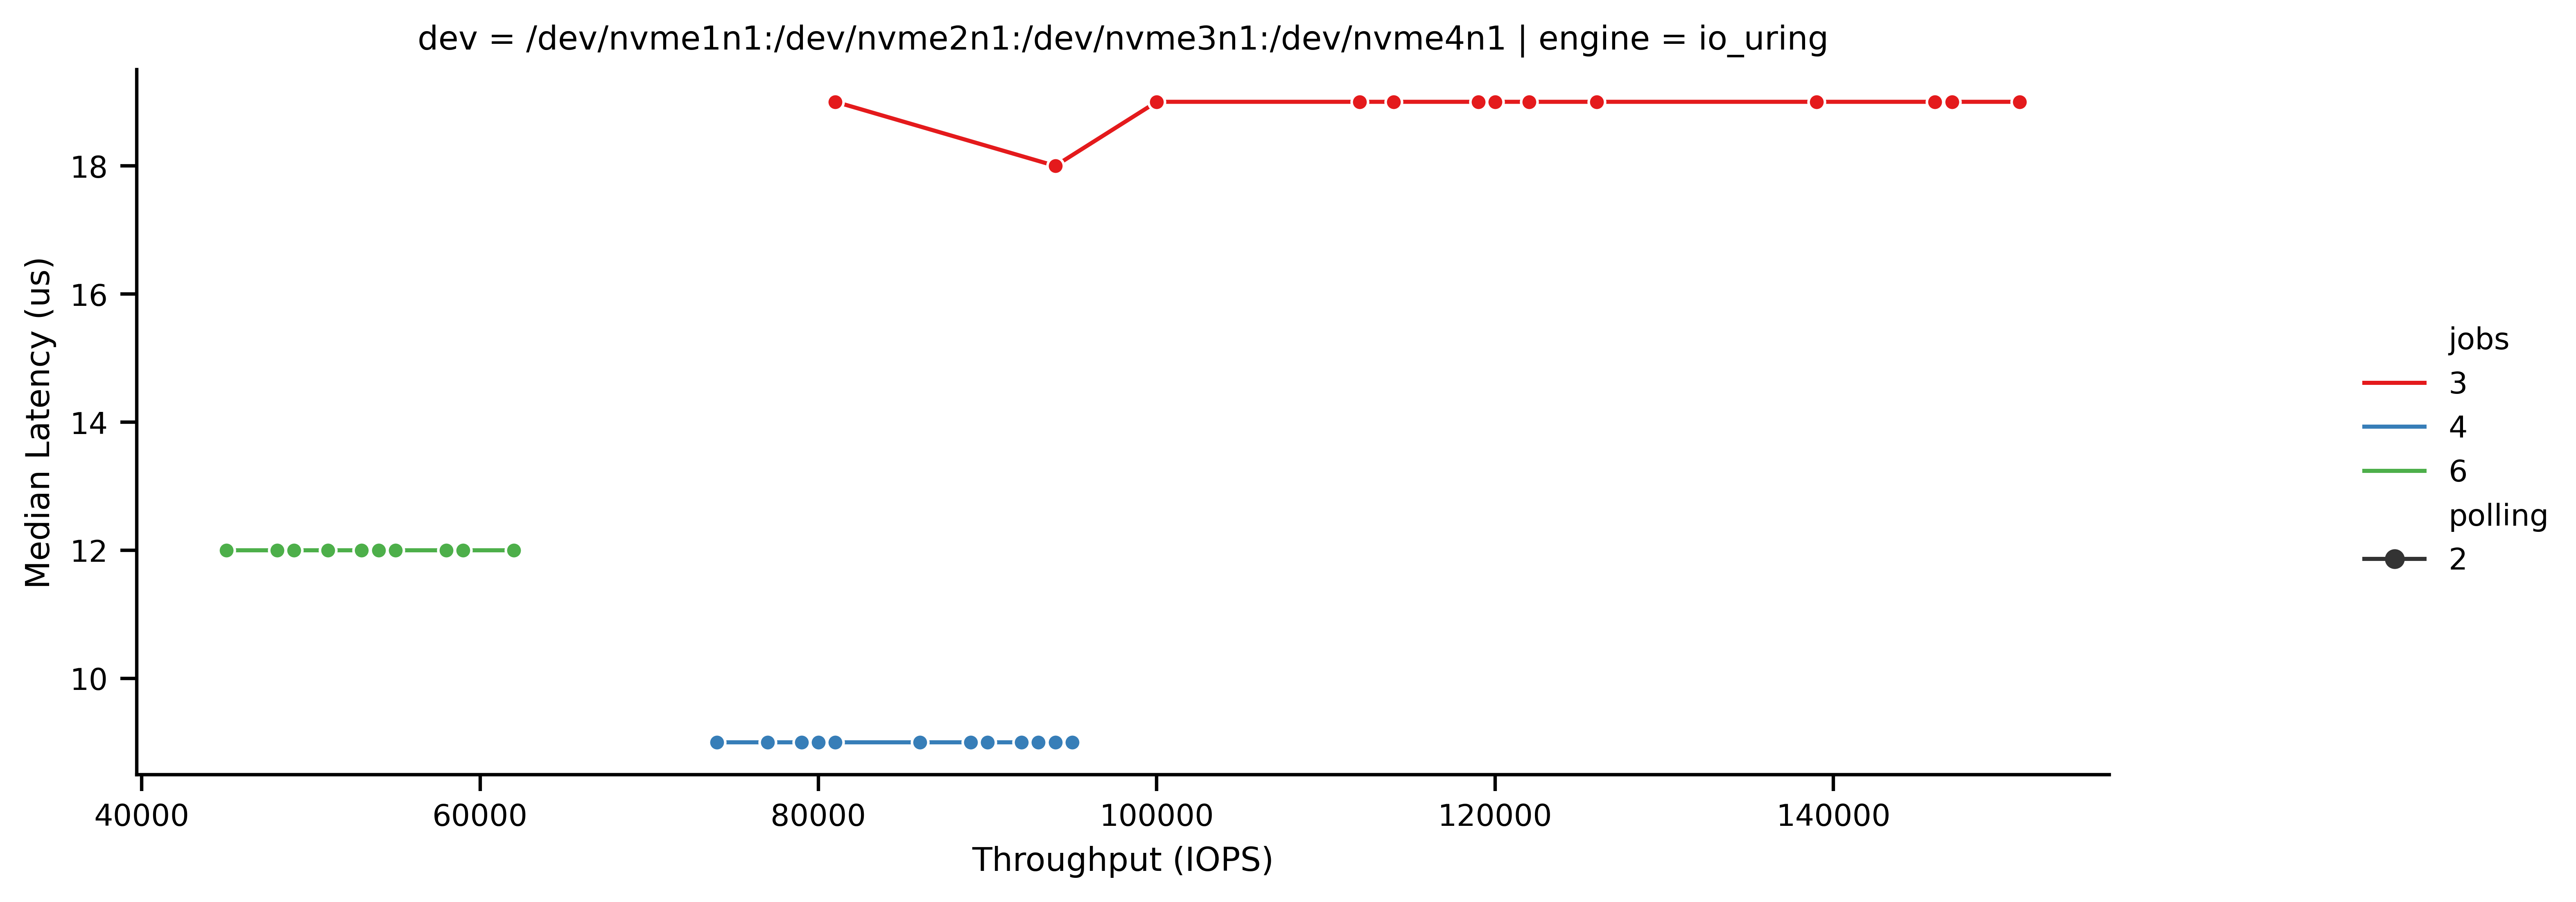 dev = /dev/nvme1n1:/dev/nvme2n1:/dev/nvme3n1:/dev/nvme4n1 | engine = io_uring
Median Latency (us)
18
16
14
12
10
40000 60000 80000 100000 120000 140000
Throughput (IOPS)
jobs
3
4
6
polling
2